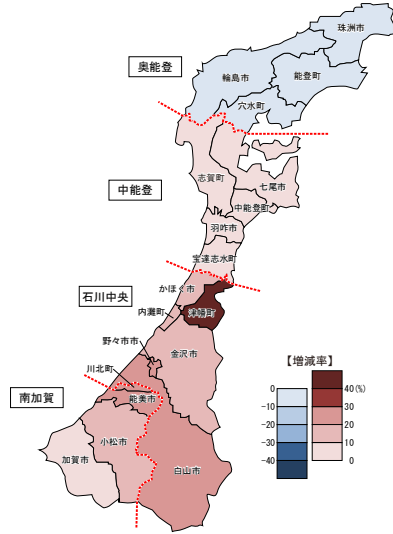 珠洲市
奥能登
輪島市
能登町
穴水町
志賀町
七尾市
中能登
中能登町
羽咋市
宝達志水町
かほく市
石川中央
内灘町
津幡町
野々市市
金沢市
川北町
【増減率】
南加賀
能美市
0
-10
-20
-30
-40
40(%)
30
20
10
0
小松市
加賀市
白山市